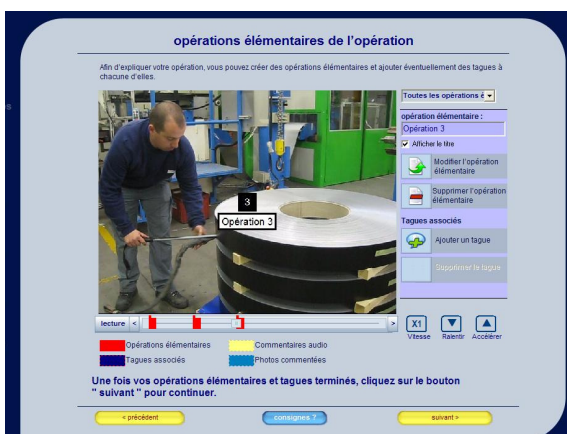 opérations élémentaires de l'opération
Afin d'expliquer votre opération, vous pouvez créer des opérations élémentaires et ajouter éventuellement des tagues à
chacune d'elles.
Toutes les opérations é
opération élémentaire :
Opération 3
Afficher le titre
Modifier l'opération
élémentaire
Supprimer l'opération
élémentaire
Tagues associés
Ajouter un tague
Supprimer le tague
3
Opération 3
lecture < >
X1
Vitesse Ralentir Accélérer
Opérations élémentaires Commentaires audio
Tagues associés Photos commentées
Une fois vos opérations élémentaires et tagues terminés, cliquez sur le bouton
" suivant " pour continuer.
< précédent consignes ? suivant >